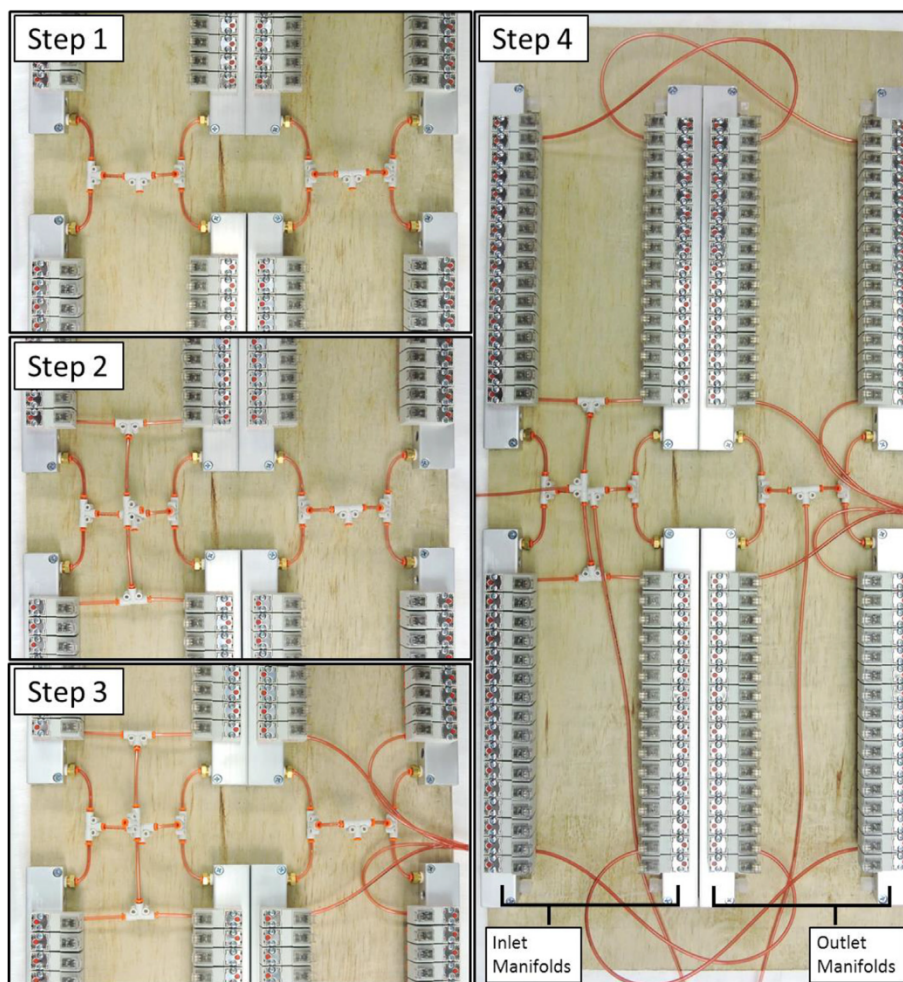 Step 1
Step 2
Step 3
Step 4
Inlet
Manifolds
Outlet
Manifolds